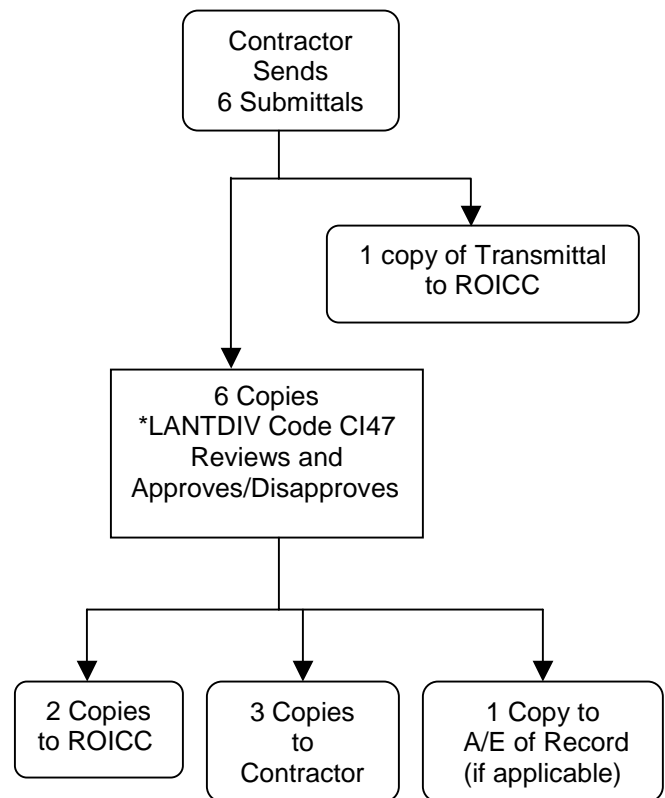 Contractor
Sends
6 Submittals
1 copy of Transmittal
to ROICC
6 Copies
*LANTDIV Code CI47
Reviews and
Approves/Disapproves
2 Copies
to ROICC
3 Copies
to
Contractor
1 Copy to
A/E of Record
(if applicable)